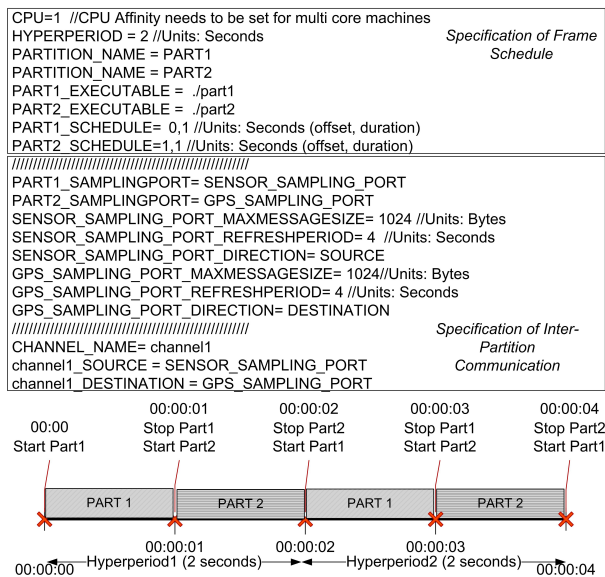 CPU=1 //CPU Affinity needs to be set for multi core machines
HYPERPERIOD = 2 //Units: Seconds
Specification of Frame
Schedule
PARTITION_NAME = PART1
PARTITION_NAME = PART2
PART1_EXECUTABLE = ./part1
PART2_EXECUTABLE = ./part2
PART1_SCHEDULE= 0,1 //Units: Seconds (offset, duration)
PART2_SCHEDULE=1,1 //Units: Seconds (offset, duration)
////////////////////////////////////////////////////////
PART1_SAMPLINGPORT= SENSOR_SAMPLING_PORT
PART2_SAMPLINGPORT= GPS_SAMPLING_PORT
SENSOR_SAMPLING_PORT_MAXMESSAGESIZE= 1024 //Units: Bytes
SENSOR_SAMPLING_PORT_REFRESHPERIOD= 4 //Units: Seconds
SENSOR_SAMPLING_PORT_DIRECTION= SOURCE
GPS_SAMPLING_PORT_MAXMESSAGESIZE= 1024//Units: Bytes
GPS_SAMPLING_PORT_REFRESHPERIOD= 4 //Units: Seconds
GPS_SAMPLING_PORT_DIRECTION= DESTINATION
////////////////////////////////////////////////////////
Specification of Inter-
Partition
Communication
CHANNEL_NAME= channel1
channel1_SOURCE = SENSOR_SAMPLING_PORT
channel1_DESTINATION = GPS_SAMPLING_PORT
00:00
Start Part1
00:00:01
Stop Part1
Start Part2
00:00:02
Stop Part2
Start Part1
00:00:03
Stop Part1
Start Part2
00:00:04
Stop Part2
Start Part1
PART 1
PART 2
PART 1
PART 2
00:00:00
00:00:01
00:00:02
00:00:03
00:00:04
Hyperperiod1 (2 seconds)
Hyperperiod2 (2 seconds)